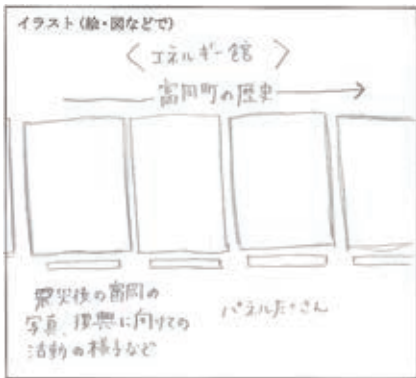 イラスト（絵・図などで）
＜エネルギー館＞
富岡町の歴史
震災後の富岡の
写真、復興に向けての
活動の様子など
パネルたくさん